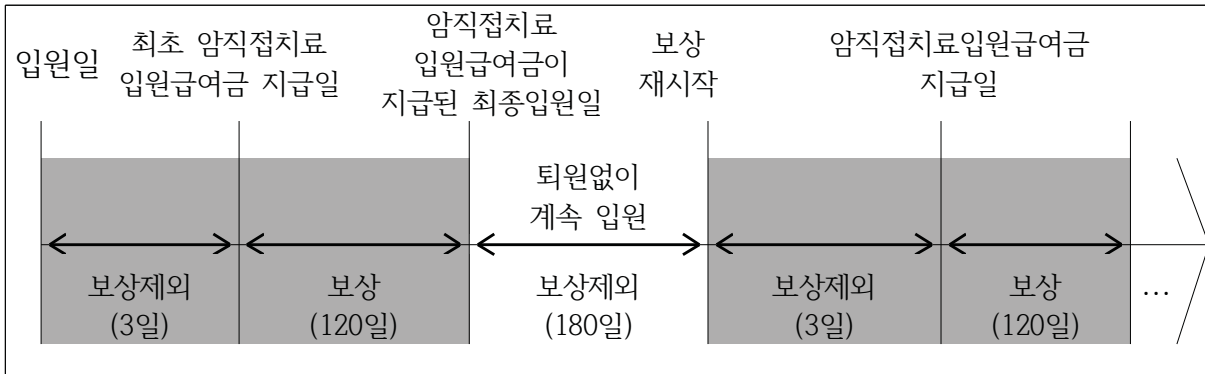 입원일
최초 암직접치료
입원급여금 지급일
암직접치료
입원급여금이
지급된 최종입원일
보상
재시작
암직접치료입원급여금
지급일
퇴원없이
계속 입원
보상제외
(3일)
보상
(120일)
보상제외
(180일)
보상제외
(3일)
보상
(120일)
...